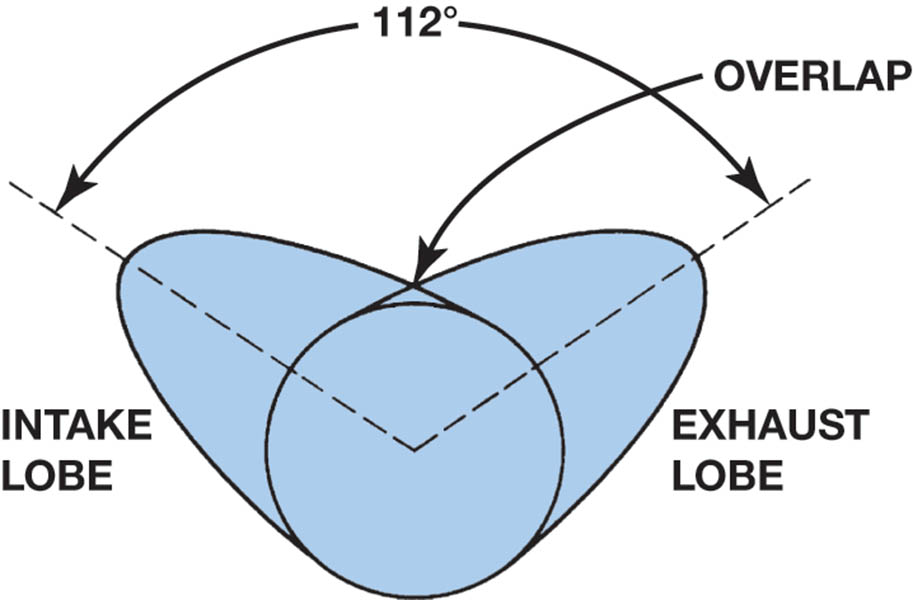 112°
OVERLAP
INTAKE
LOBE
EXHAUST
LOBE